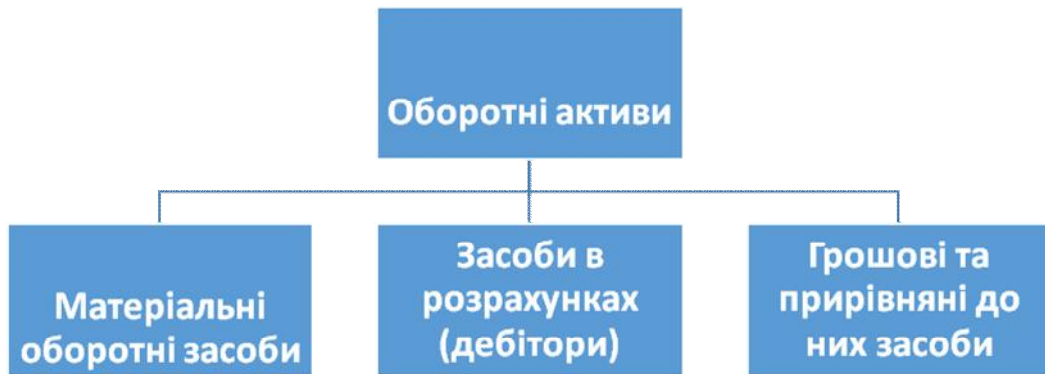 Оборотні активи
Матеріальні
оборотні засоби
Засоби в
розрахунках
(дебітори)
Грошові та
прирівняні до
них засоби